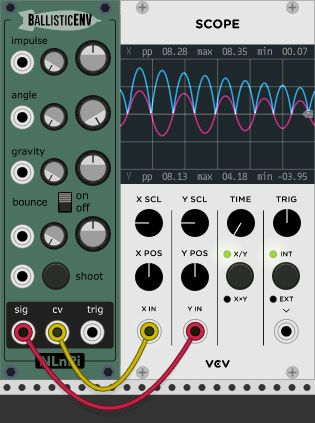 BALLISTICENV
impulse
angle
gravity
bounce on
off
shoot
sig cv trig
NLnRi
SCOPE
X pp 08.28 max 08.35 min 00.07
Y pp 08.13 max 04.18 min -03.95
X SCL Y SCL TIME TRIG
X POS Y POS X/Y INT
X×Y EXT
X IN Y IN
VCV